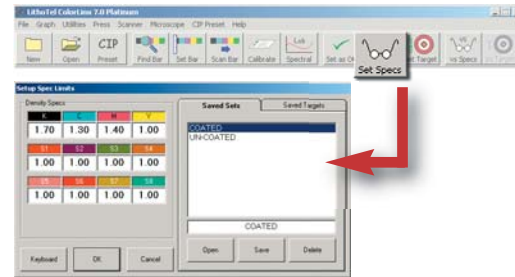 LithoTel ColorLinx 7.0 Platinum
File Graph Utilities Press Scanner Microscope CIP Preset Help
CIP Lab
New Open Preset Find Bar Set Bar Scan Bar Calibrate Spectral Set as OK Set Specs et Target vs Specs
Setup Spec Limits
Density Specs
K C M Y
1.70 1.30 1.40 1.00
S1 S2 S3 S4
1.00 1.00 1.00 1.00
S5 S6 S7 S8
1.00 1.00 1.00 1.00
Keyboard OK Cancel
Saved Sets Saved Targets
COATED
UN-COATED
COATED
Open Save Delete